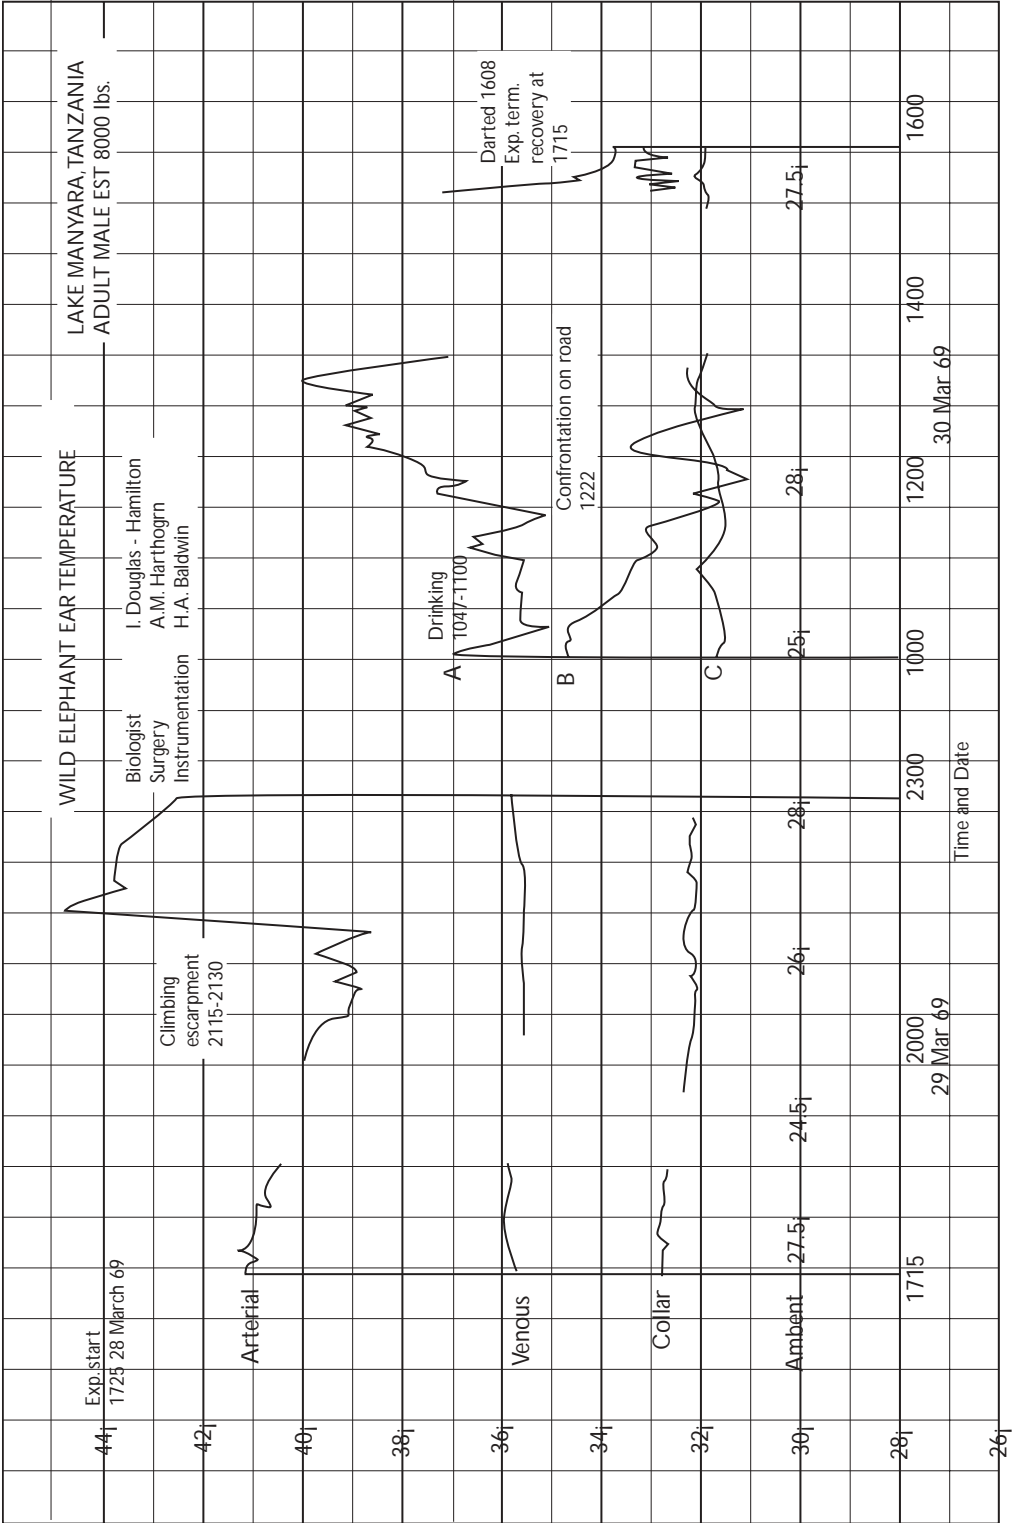 WILD ELEPHANT EAR TEMPERATURE
LAKE MANYARA, TANZANIA
ADULT MALE EST 8000 lbs.
Exp. start
1725 28 March 69
Biologist I. Douglas - Hamilton
Surgery A.M. Harthogrn
Instrumentation H.A. Baldwin
Climbing
escarpment
2115-2130
Drinking
1047-1100
Confrontation on road
1222
Darted 1608
Exp. term.
recovery at
1715
44¡
42¡
40¡
38¡
36¡
34¡
32¡
30¡
28¡
26¡
Arterial
Venous
Collar
Ambent
A
B
C
27.5¡
24.5¡
26¡
28¡
25¡
28¡
27.5¡
1715
2000
2300
1000
1200
1400
1600
29 Mar 69
30 Mar 69
Time and Date